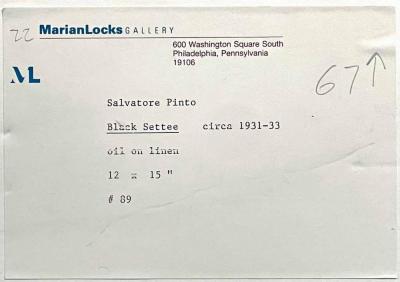 22 MarianLocks GALLERY
600 Washington Square South
Philadelphia, Pennsylvania
19106
67↑
ML
Salvatore Pinto
Black Settee circa 1931-33
oil on linen
12 x 15 "
# 89